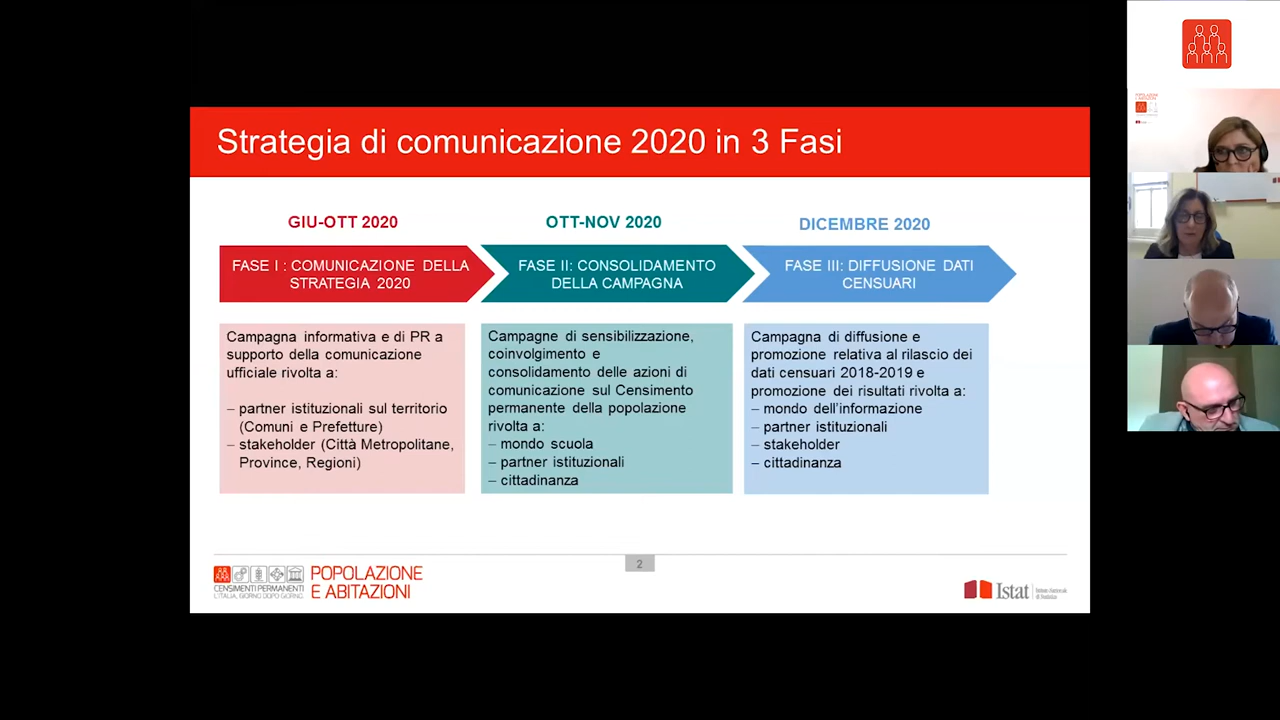 Strategia di comunicazione 2020 in 3 Fasi
GIU-OTT 2020
FASE I : COMUNICAZIONE DELLA
STRATEGIA 2020
Campagna informativa e di PR a
supporto della comunicazione
ufficiale rivolta a:
– partner istituzionali sul territorio
(Comuni e Prefetture)
– stakeholder (Città Metropolitane,
Province, Regioni)
OTT-NOV 2020
FASE II: CONSOLIDAMENTO
DELLA CAMPAGNA
Campagne di sensibilizzazione,
coinvolgimento e
consolidamento delle azioni di
comunicazione sul Censimento
permanente della popolazione
rivolta a:
– mondo scuola
– partner istituzionali
– cittadinanza
DICEMBRE 2020
FASE III: DIFFUSIONE DATI
CENSUARI
Campagna di diffusione e
promozione relativa al rilascio dei
dati censuari 2018-2019 e
promozione dei risultati rivolta a:
– mondo dell'informazione
– partner istituzionali
– stakeholder
– cittadinanza
2
CENSIMENTI PERMANENTI
L'ITALIA, GIORNO DOPO GIORNO.
POPOLAZIONE
E ABITAZIONI
Istat